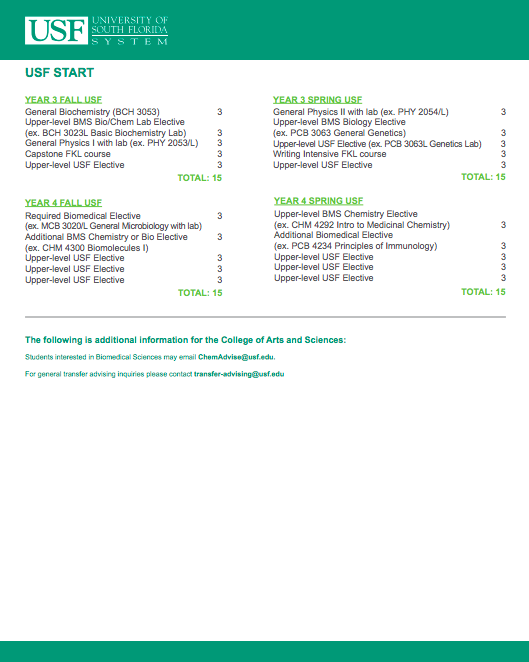 USF
UNIVERSITY OF
SOUTH FLORIDA
SYSTEM
USF START
YEAR 3 FALL USF
General Biochemistry (BCH 3053) 3
Upper-level BMS Bio/Chem Lab Elective
(ex. BCH 3023L Basic Biochemistry Lab) 3
General Physics I with lab (ex. PHY 2053/L) 3
Capstone FKL course 3
Upper-level USF Elective 3
TOTAL: 15
YEAR 3 SPRING USF
General Physics II with lab (ex. PHY 2054/L) 3
Upper-level BMS Biology Elective
(ex. PCB 3063 General Genetics) 3
Upper-level USF Elective (ex. PCB 3063L Genetics Lab) 3
Writing Intensive FKL course 3
Upper-level USF Elective 3
TOTAL: 15
YEAR 4 FALL USF
Required Biomedical Elective 3
(ex. MCB 3020/L General Microbiology with lab)
Additional BMS Chemistry or Bio Elective 3
(ex. CHM 4300 Biomolecules I)
Upper-level USF Elective 3
Upper-level USF Elective 3
Upper-level USF Elective 3
TOTAL: 15
YEAR 4 SPRING USF
Upper-level BMS Chemistry Elective
(ex. CHM 4292 Intro to Medicinal Chemistry) 3
Additional Biomedical Elective
(ex. PCB 4234 Principles of Immunology) 3
Upper-level USF Elective 3
Upper-level USF Elective 3
Upper-level USF Elective 3
TOTAL: 15
The following is additional information for the College of Arts and Sciences:
Students interested in Biomedical Sciences may email ChemAdvise@usf.edu.
For general transfer advising inquiries please contact transfer-advising@usf.edu